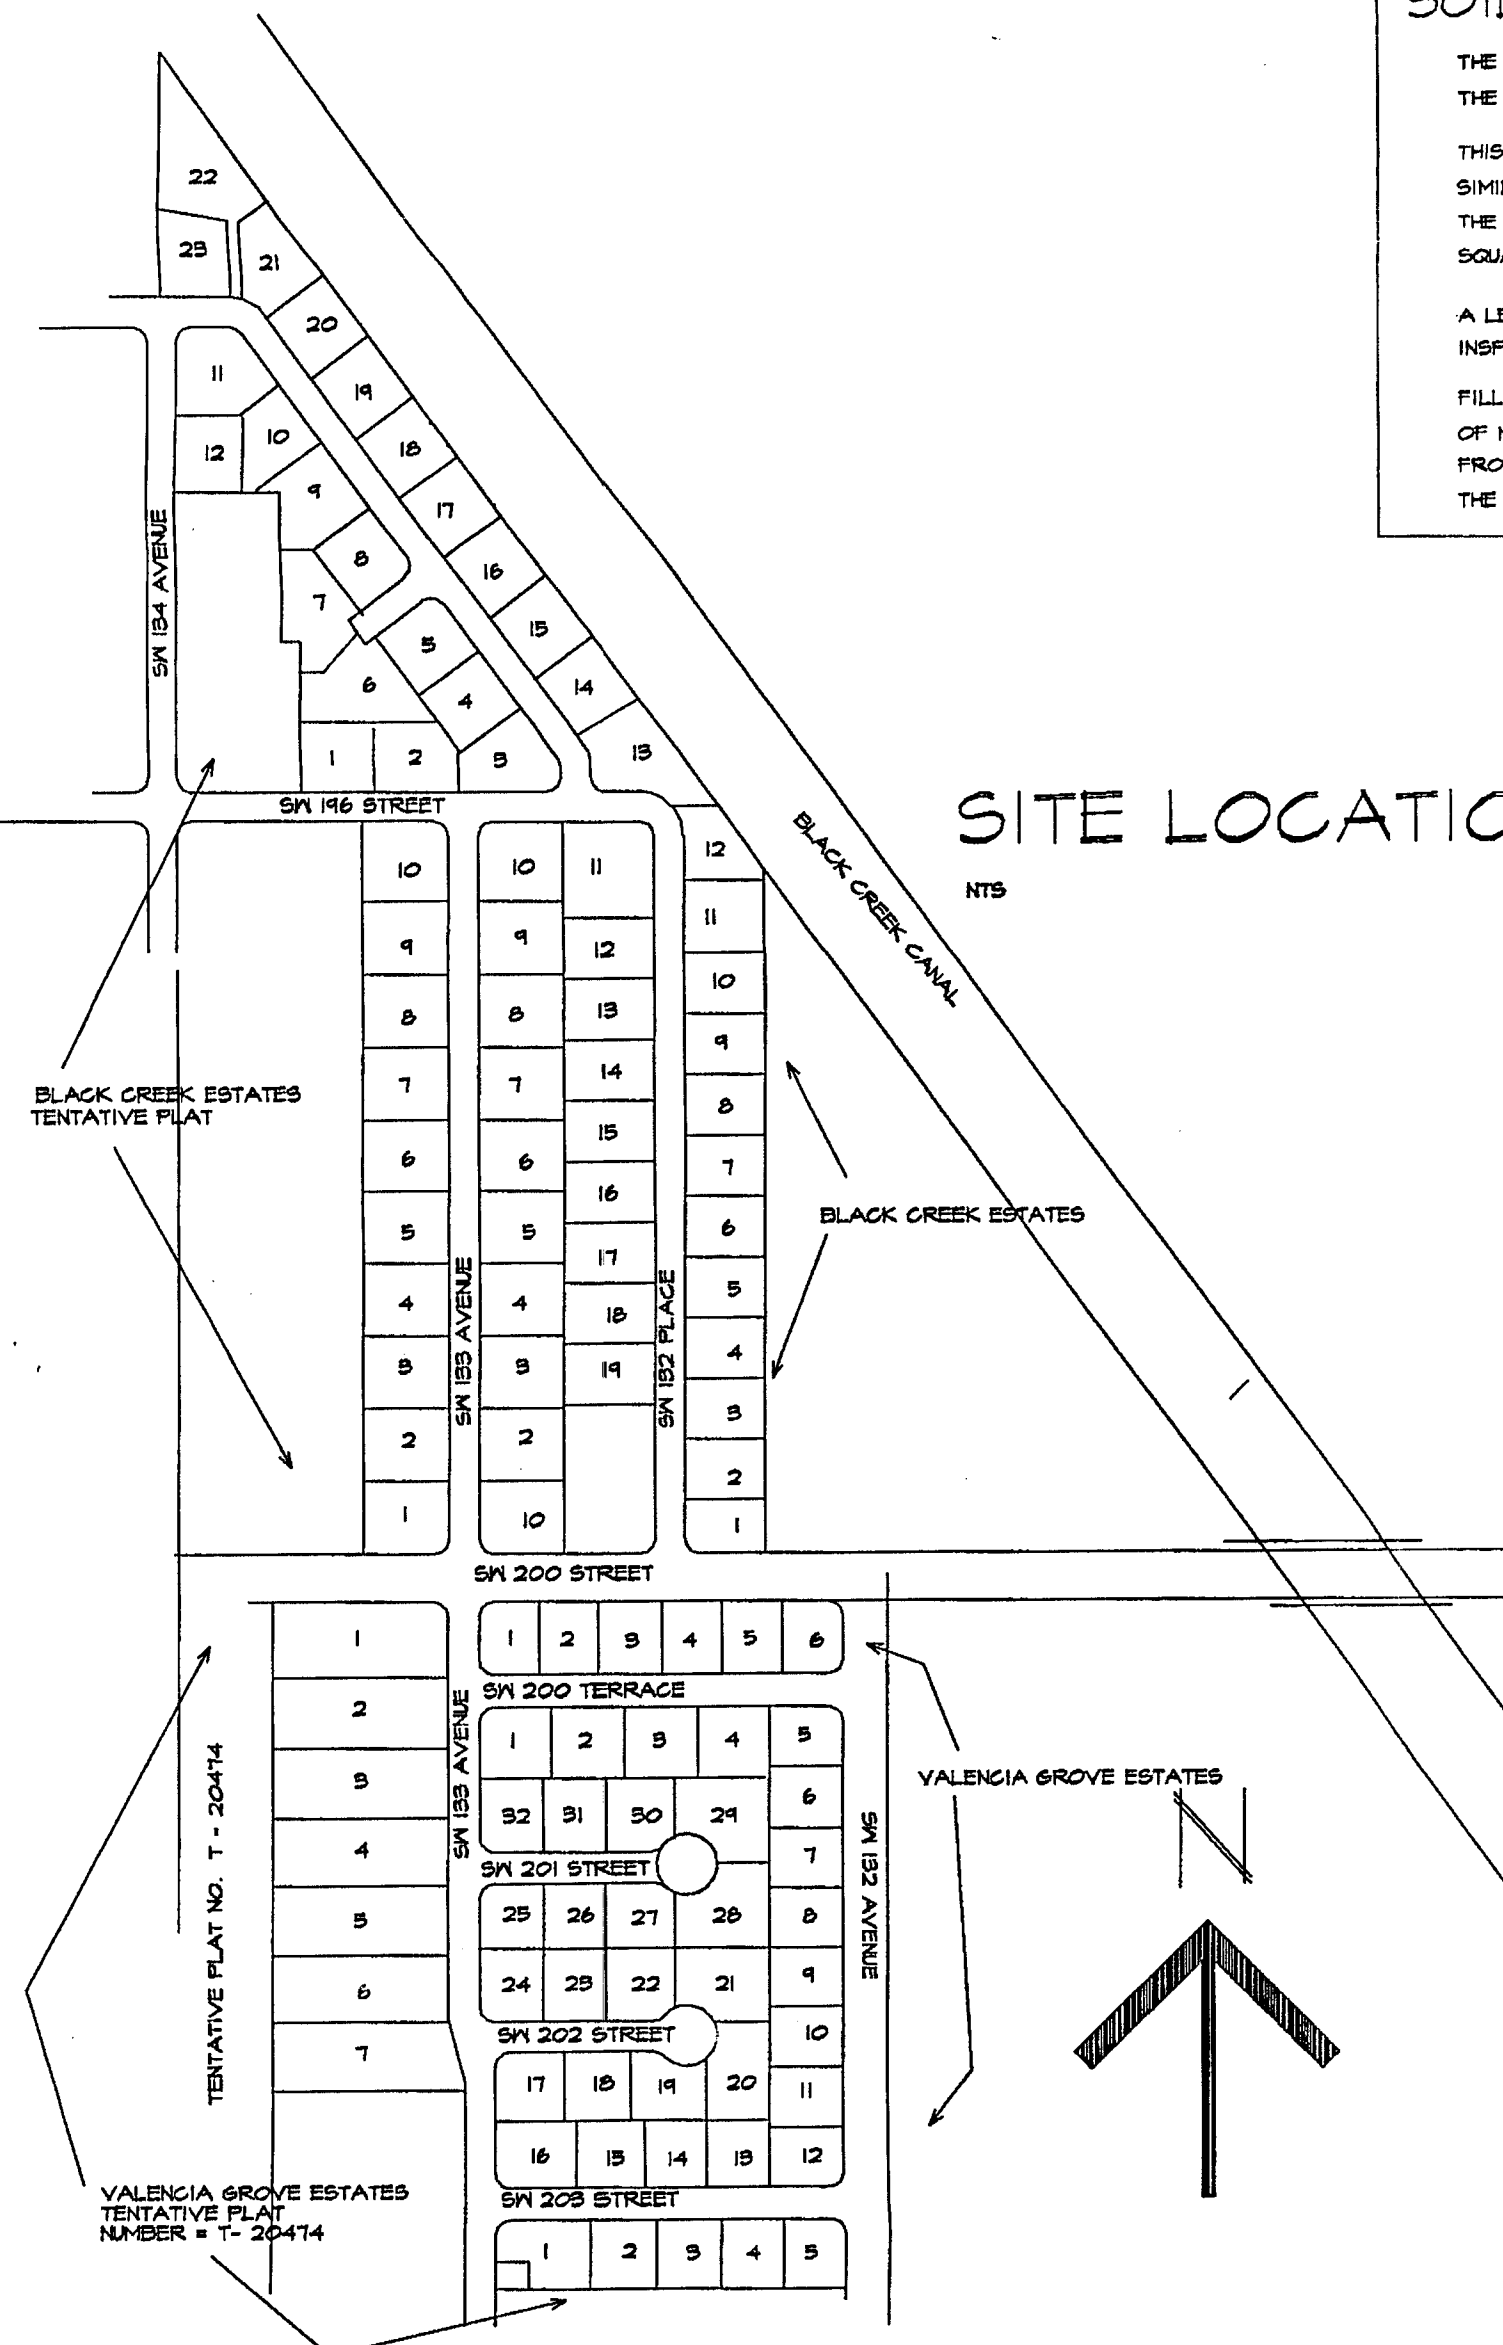 THE
THE
THIS
THE
A LE
FILL
THE
22
23
21
20
19
18
17
16
15
14
13
11
12
10
9
8
7
5
6
4
1
2
3
SW 134 AVENUE
SW 196 STREET
SITE LOCATIO
NTS
BLACK CREEK CANAL
10
9
8
7
6
5
4
3
2
1
SW 133 AVENUE
10
9
8
7
6
5
4
3
2
10
11
12
13
14
15
16
17
18
19
SW 132 PLACE
12
11
10
9
8
7
6
5
4
3
2
1
BLACK CREEK ESTATES
TENTATIVE PLAT
BLACK CREEK ESTATES
SW 200 STREET
1
2
3
4
5
6
7
TENTATIVE PLAT NO. T - 20474
SW 133 AVENUE
1 2 3 4 5 6
SW 200 TERRACE
1 2 3 4 5
32 31 30 29 6
SW 201 STREET 7
25 26 27 28 8
24 23 22 21 9
SW 202 STREET 10
17 18 19 20 11
16 15 14 13 12
SW 203 STREET
1 2 3 4 5
SW 132 AVENUE
VALENCIA GROVE ESTATES
N
VALENCIA GROVE ESTATES
TENTATIVE PLAT
NUMBER = T- 20474